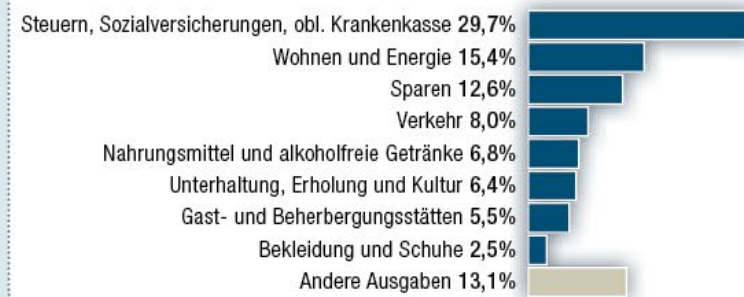 Steuern, Sozialversicherungen, obl. Krankenkasse 29,7%
Wohnen und Energie 15,4%
Sparen 12,6%
Verkehr 8,0%
Nahrungsmittel und alkoholfreie Getränke 6,8%
Unterhaltung, Erholung und Kultur 6,4%
Gast- und Beherbergungsstätten 5,5%
Bekleidung und Schuhe 2,5%
Andere Ausgaben 13,1%